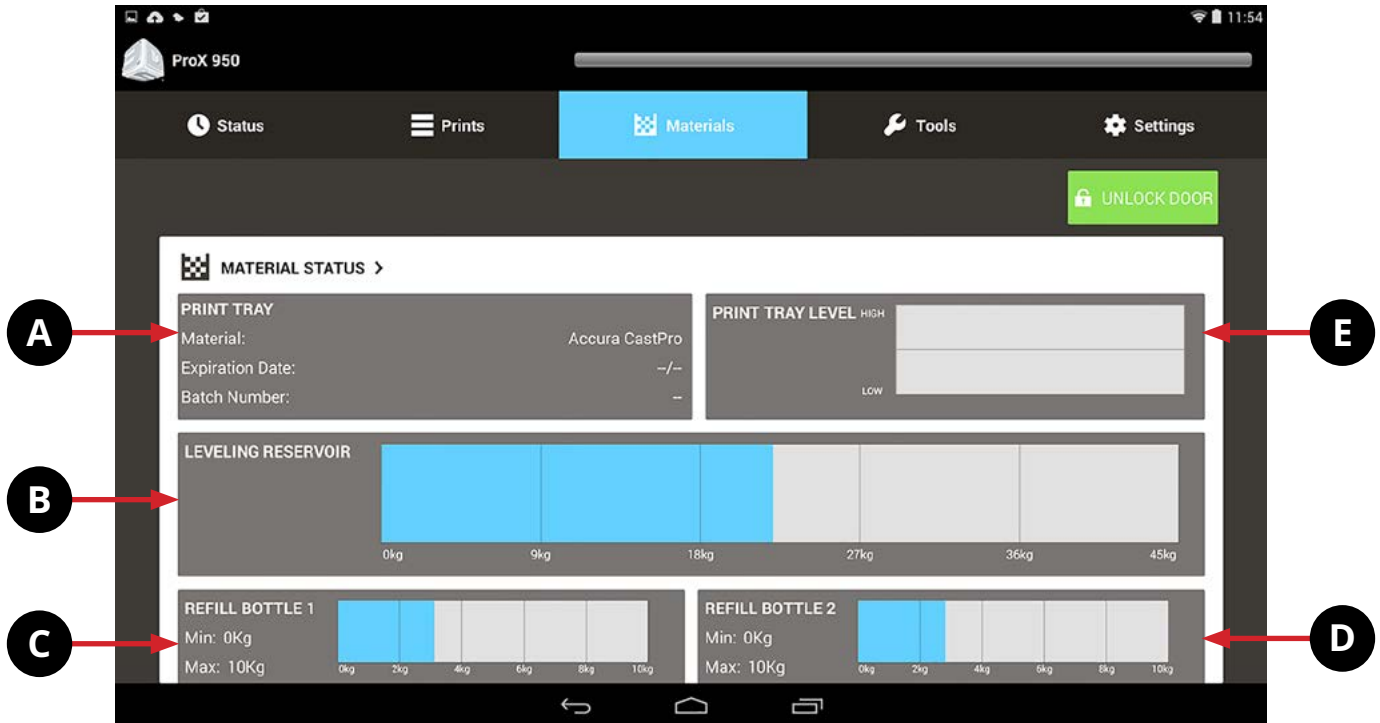 11:54
ProX 950
Status
Prints
Materials
Tools
Settings
UNLOCK DOOR
MATERIAL STATUS >
A
PRINT TRAY
Material: Accura CastPro
Expiration Date: --/--
Batch Number: --
PRINT TRAY LEVEL HIGH
LOW
E
B
LEVELING RESERVOIR
0kg 9kg 18kg 27kg 36kg 45kg
C
REFILL BOTTLE 1
Min: 0Kg
Max: 10Kg
0kg 2kg 4kg 6kg 8kg 10kg
REFILL BOTTLE 2
Min: 0Kg
Max: 10Kg
0kg 2kg 4kg 6kg 8kg 10kg
D